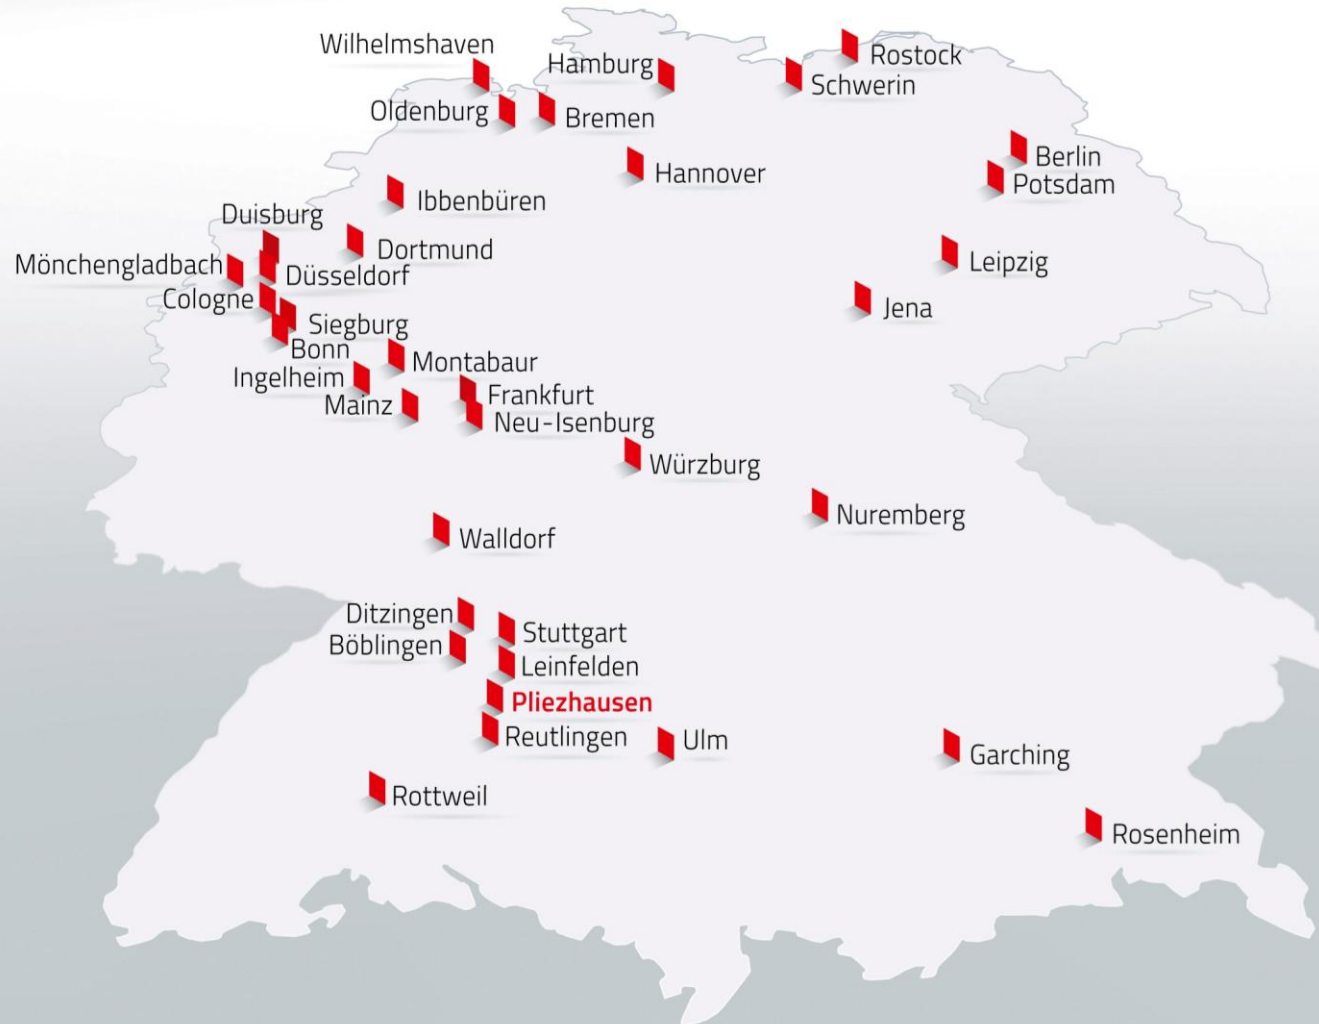 Wilhelmshaven
Hamburg
Rostock
Schwerin
Oldenburg
Bremen
Berlin
Hannover
Potsdam
Ibbenbüren
Duisburg
Dortmund
Mönchengladbach
Düsseldorf
Leipzig
Cologne
Jena
Siegburg
Bonn
Montabaur
Ingelheim
Frankfurt
Mainz
Neu-Isenburg
Würzburg
Nuremberg
Walldorf
Ditzingen
Stuttgart
Böblingen
Leinfelden
Pliezhausen
Reutlingen
Ulm
Garching
Rottweil
Rosenheim